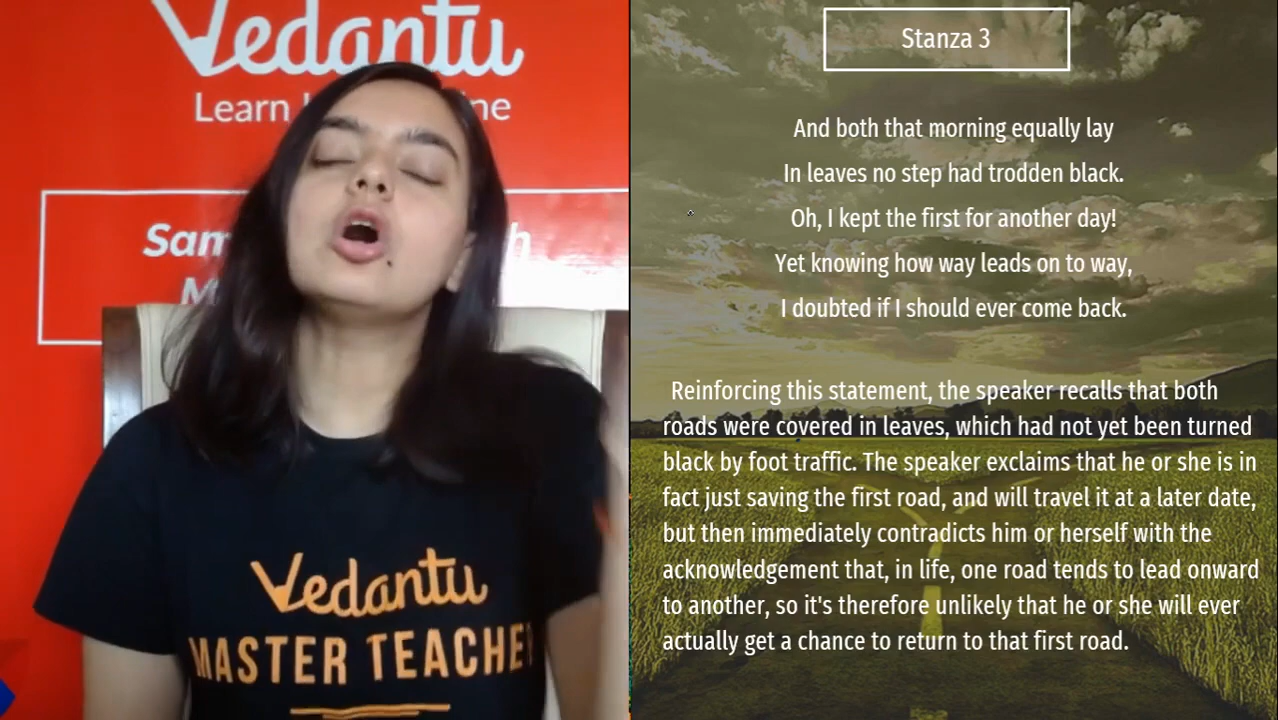 Vedantu
Learn
Sam
M
h
Vedantu
MASTER TEACHER
Stanza 3
And both that morning equally lay
In leaves no step had trodden black.
Oh, I kept the first for another day!
Yet knowing how way leads on to way,
I doubted if I should ever come back.
Reinforcing this statement, the speaker recalls that both
roads were covered in leaves, which had not yet been turned
black by foot traffic. The speaker exclaims that he or she is in
fact just saving the first road, and will travel it at a later date,
but then immediately contradicts him or herself with the
acknowledgement that, in life, one road tends to lead onward
to another, so it's therefore unlikely that he or she will ever
actually get a chance to return to that first road.